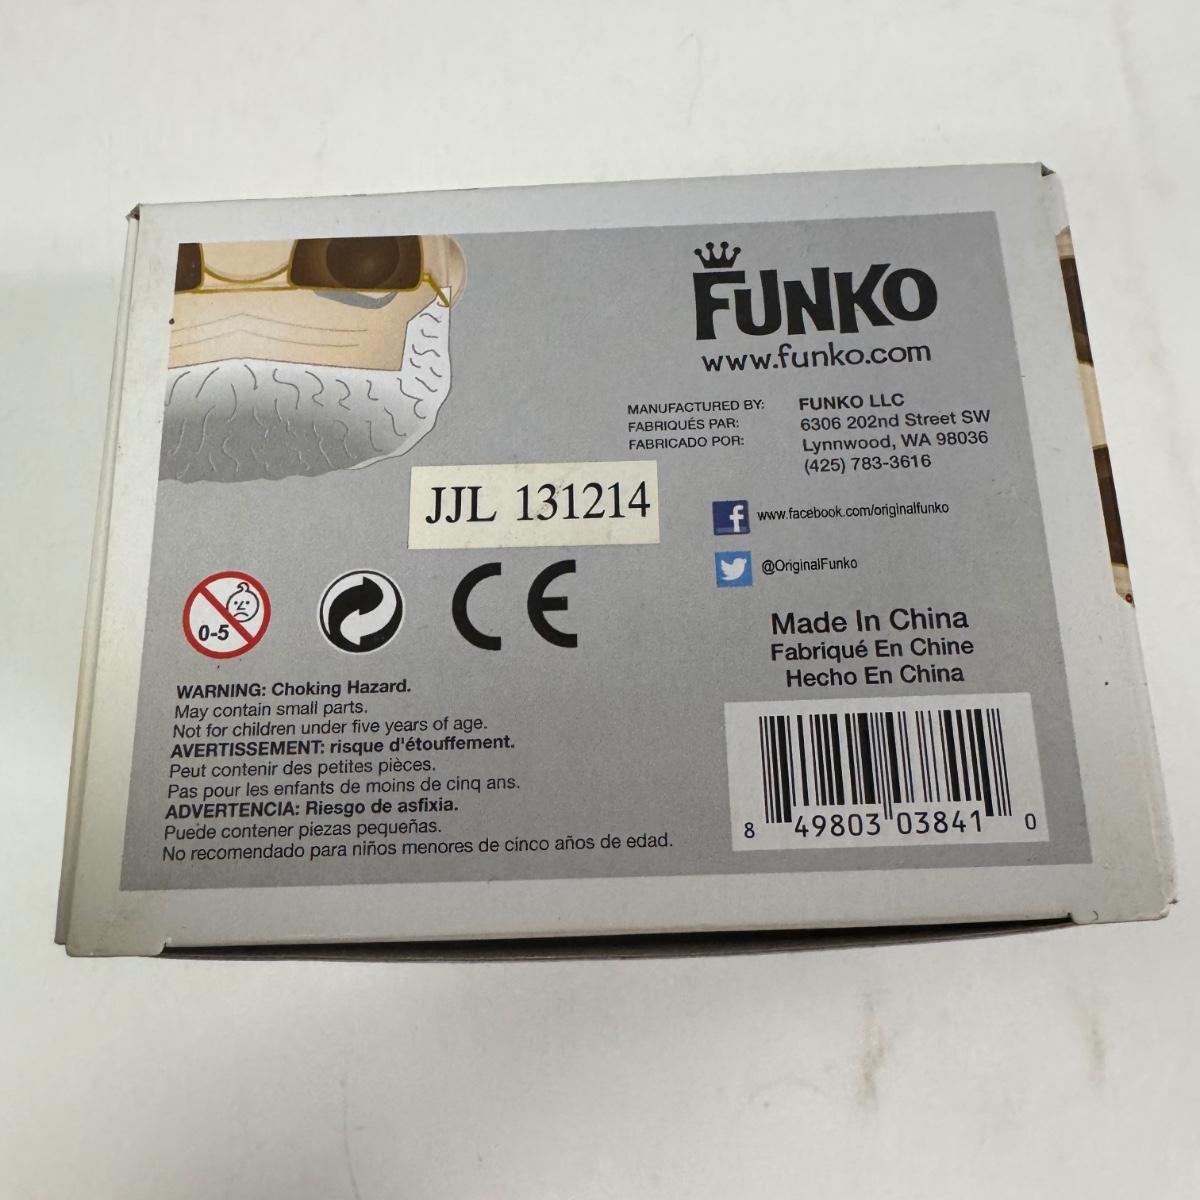 FUNKO
www.funko.com
MANUFACTURED BY: FUNKO LLC
FABRIQUÉS PAR: 6306 202nd Street SW
FABRICADO POR: Lynnwood, WA 98036
(425) 783-3616
JJL 131214
f www.facebook.com/originalfunko
@OriginalFunko
0-5
CE
Made In China
Fabriqué En Chine
Hecho En China
WARNING: Choking Hazard.
May contain small parts.
Not for children under five years of age.
AVERTISSEMENT: risque d'étouffement.
Peut contenir des petites pièces.
Pas pour les enfants de moins de cinq ans.
ADVERTENCIA: Riesgo de asfixia.
Puede contener piezas pequeñas.
No recomendado para niños menores de cinco años de edad.
8 49803 03841 0